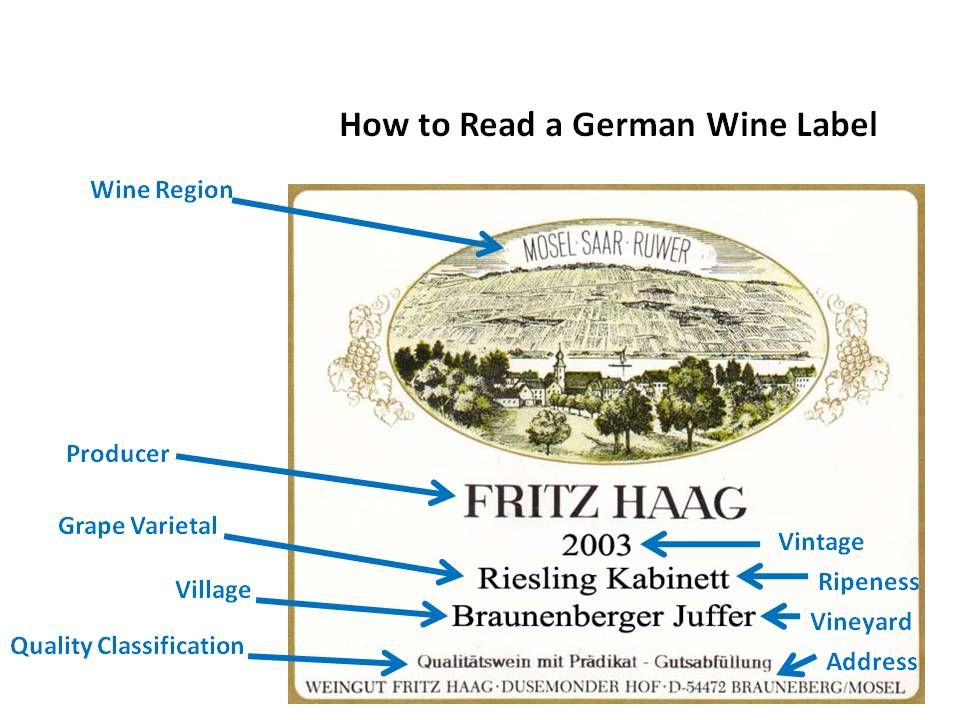 How to Read a German Wine Label
Wine Region
MOSEL·SAAR·RUWER
Producer
FRITZ HAAG
Grape Varietal
2003
Vintage
Riesling Kabinett
Ripeness
Village
Braunenberger Juffer
Vineyard
Quality Classification
Qualitätswein mit Prädikat - Gutsabfüllung
Address
WEINGUT FRITZ HAAG·DUSEMONDER HOF·D-54472 BRAUNEBERG/MOSEL